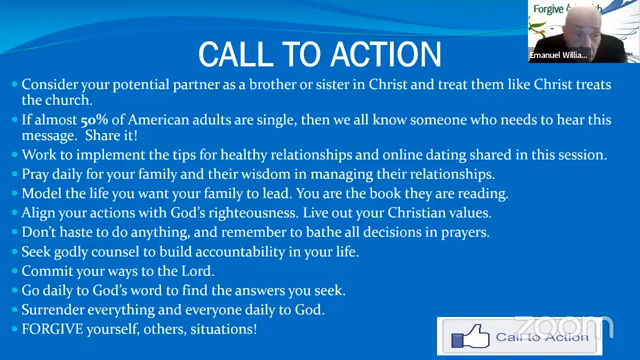 Forgive
Emanuel Willia...
CALL TO ACTION
Consider your potential partner as a brother or sister in Christ and treat them like Christ treats
the church.
If almost 50% of American adults are single, then we all know someone who needs to hear this
message. Share it!
Work to implement the tips for healthy relationships and online dating shared in this session.
Pray daily for your family and their wisdom in managing their relationships.
Model the life you want your family to lead. You are the book they are reading.
Align your actions with God's righteousness. Live out your Christian values.
Don't haste to do anything, and remember to bathe all decisions in prayers.
Seek godly counsel to build accountability in your life.
Commit your ways to the Lord.
Go daily to God's word to find the answers you seek.
Surrender everything and everyone daily to God.
FORGIVE yourself, others, situations!
Call to Action
zoom